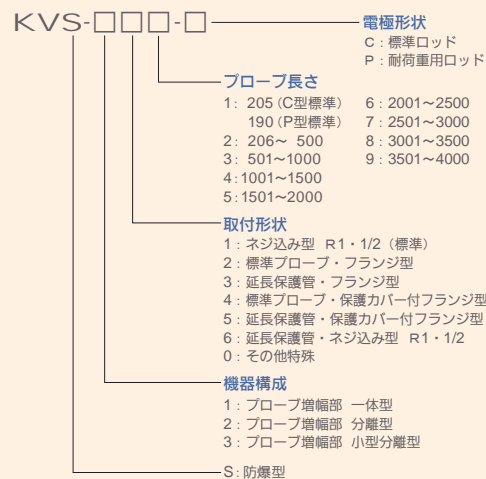 KVS-□□□-□
電極形状
C：標準ロッド
P：耐荷重用ロッド
プローブ長さ
1： 205（C型標準） 6：2001～2500
190（P型標準） 7：2501～3000
2： 206～ 500 8：3001～3500
3： 501～1000 9：3501～4000
4：1001～1500
5：1501～2000
取付形状
1：ネジ込み型 R1・1/2（標準）
2：標準プローブ・フランジ型
3：延長保護管・フランジ型
4：標準プローブ・保護カバー付フランジ型
5：延長保護管・保護カバー付フランジ型
6：延長保護管・ネジ込み型 R1・1/2
0：その他特殊
機器構成
1：プローブ増幅部 一体型
2：プローブ増幅部 分離型
3：プローブ増幅部 小型分離型
S：防爆型